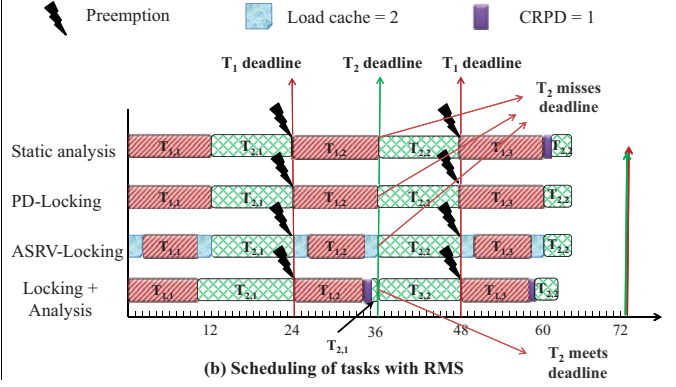 Preemption Load cache = 2 CRPD = 1
T1 deadline T2 deadline T1 deadline
T2 misses deadline
Static analysis T1,1 T2,1 T1,2 T2,2 T1,3 T2,2
PD-Locking T1,1 T2,1 T1,2 T2,2 T1,3 T2,2
ASRV-Locking T1,1 T2,1 T1,2 T2,2 T1,3 T2,2
Locking + Analysis T1,1 T2,1 T1,2 T2,2 T1,3 T2,2
12 24 36 48 60 72
T2,1
T2 meets deadline
(b) Scheduling of tasks with RMS